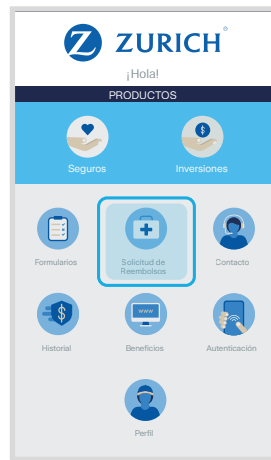 ZURICH®
¡Hola!
PRODUCTOS
Seguros Inversiones
Formularios Solicitud de Reembolsos Contacto
www
Historial Beneficios Autenticación
Perfil